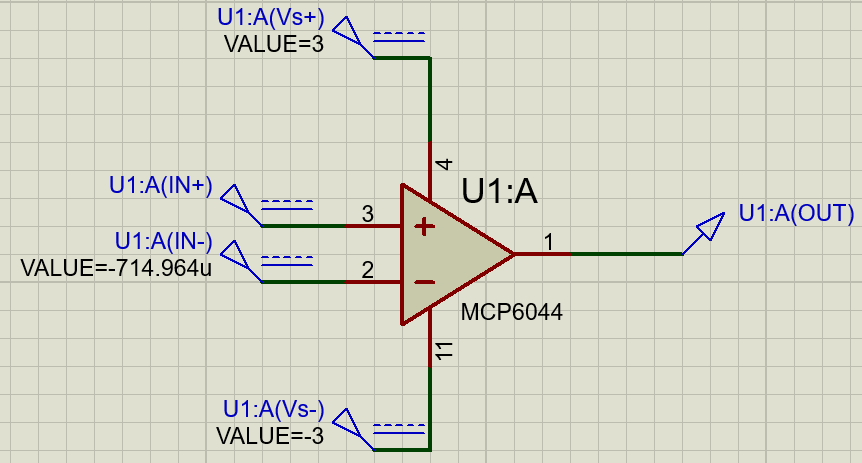 U1:A(Vs+)
VALUE=3
4
U1:A
U1:A(IN+)
3
+
U1:A(OUT)
1
U1:A(IN-)
VALUE=-714.964u
2
−
MCP6044
11
U1:A(Vs-)
VALUE=-3